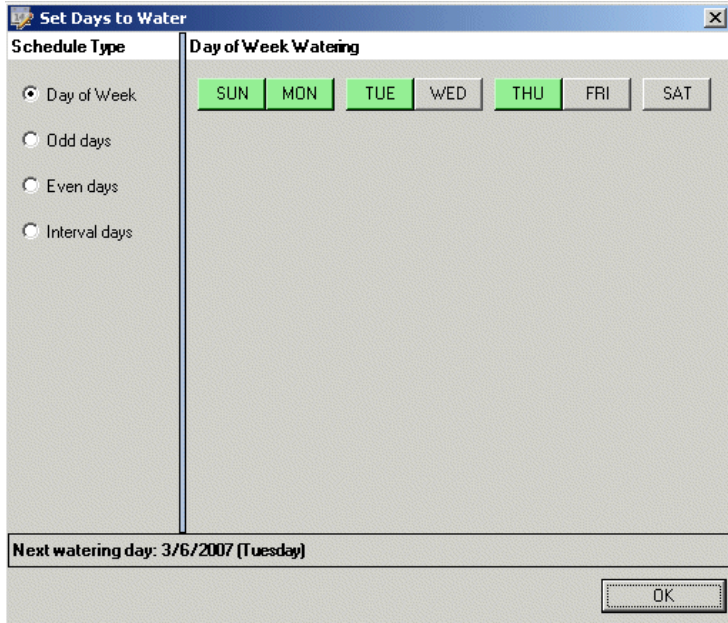 Set Days to Water
Schedule Type
Day of Week Watering
Day of Week
SUN MON TUE WED THU FRI SAT
Odd days
Even days
Interval days
Next watering day: 3/6/2007 (Tuesday)
OK